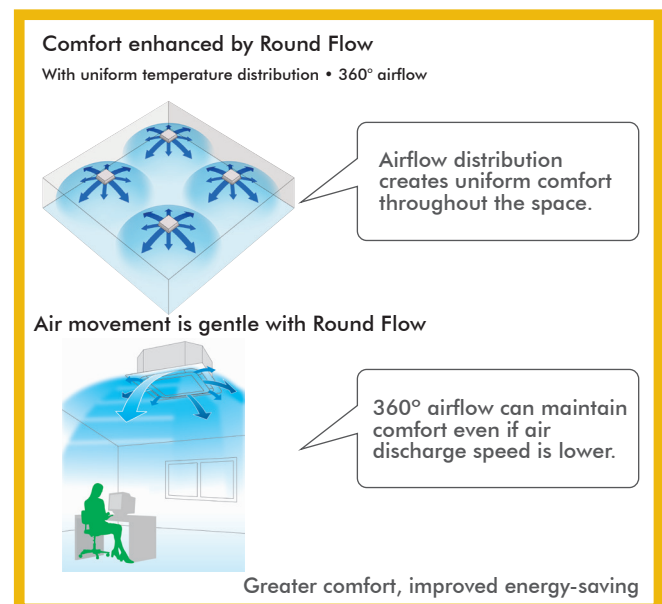 Comfort enhanced by Round Flow
With uniform temperature distribution • 360° airflow
Airflow distribution
creates uniform comfort
throughout the space.
Air movement is gentle with Round Flow
360º airflow can maintain
comfort even if air
discharge speed is lower.
Greater comfort, improved energy-saving